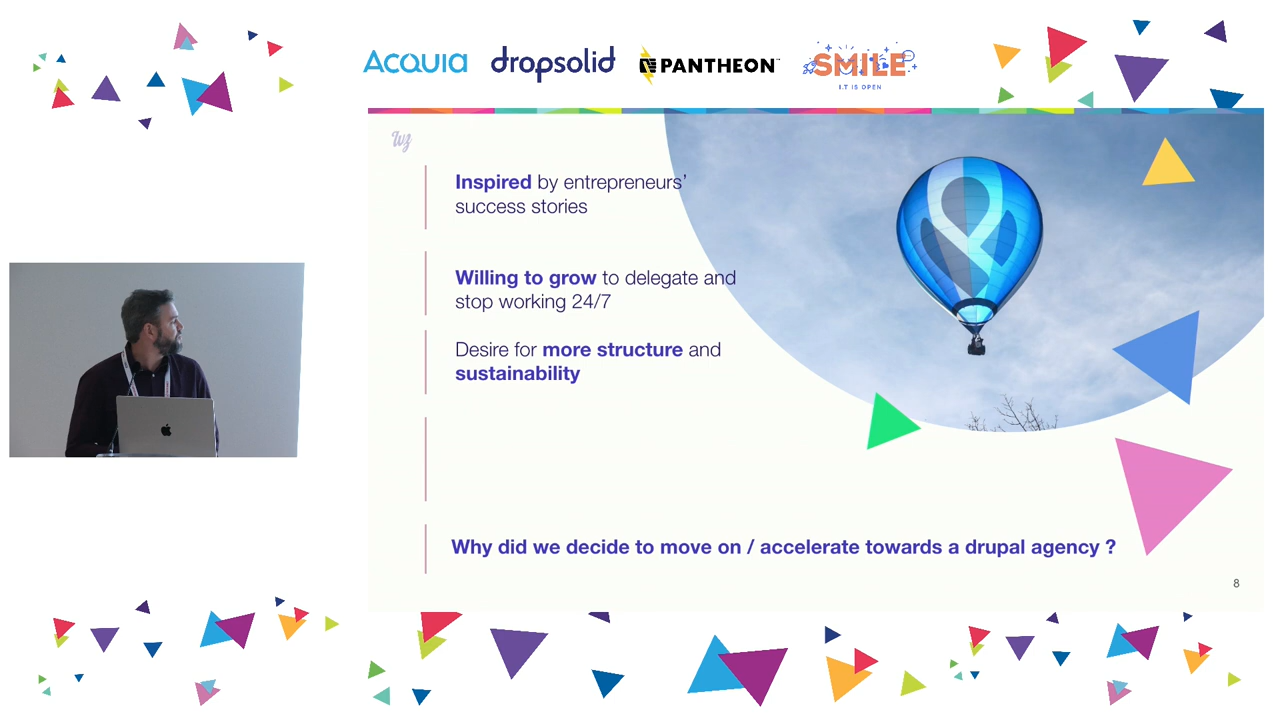 ACQUIA
dropsolid
PANTHEON
SMILE
I.T IS OPEN
Inspired by entrepreneurs’
success stories
Willing to grow to delegate and
stop working 24/7
Desire for more structure and
sustainability
Why did we decide to move on / accelerate towards a drupal agency ?
8